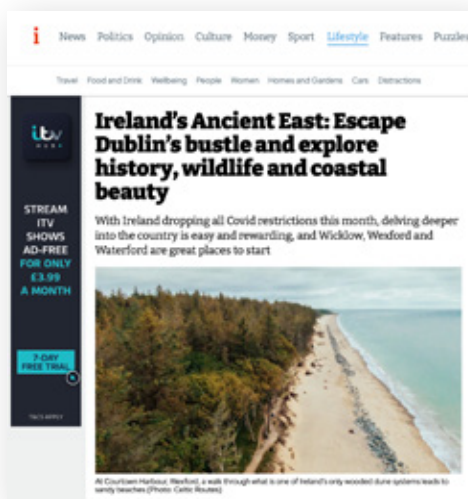 i
News Politics Opinion Culture Money Sport Lifestyle Features Puzzles
Travel Food and Drink Wellbeing People Women Homes and Gardens Cars Distractions
itv
HUB
STREAM
ITV
SHOWS
AD-FREE
FOR ONLY
£3.99
A MONTH
7-DAY
FREE TRIAL
T&CS APPLY
Ireland's Ancient East: Escape
Dublin's bustle and explore
history, wildlife and coastal
beauty
With Ireland dropping all Covid restrictions this month, delving deeper
into the country is easy and rewarding, and Wicklow, Wexford and
Waterford are great places to start
At Courtown Harbour, Wexford, a walk through what is one of Ireland's only wooded dune systems leads to
sandy beaches (Photo: Celtic Routes)